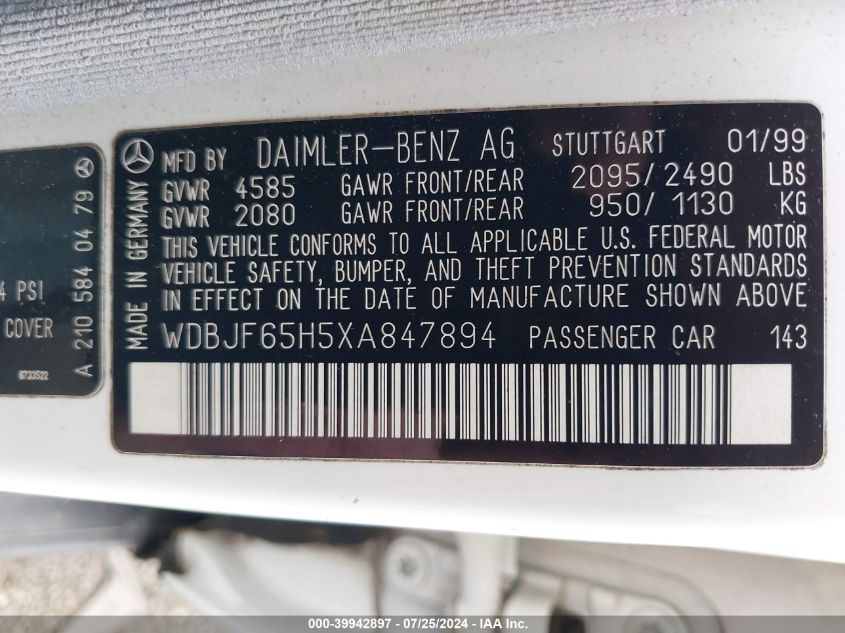 MFD BY DAIMLER-BENZ AG STUTTGART 01/99
GVWR 4585 GAWR FRONT/REAR 2095/2490 LBS
GVWR 2080 GAWR FRONT/REAR 950/1130 KG
THIS VEHICLE CONFORMS TO ALL APPLICABLE U.S. FEDERAL MOTOR
VEHICLE SAFETY, BUMPER, AND THEFT PREVENTION STANDARDS
IN EFFECT ON THE DATE OF MANUFACTURE SHOWN ABOVE
WDBJF65H5XA847894 PASSENGER CAR 143
MADE IN GERMANY
A 210 584 04 79
4 PSI
COVER
6733522
000-39942897 - 07/25/2024 - © IAA Inc.